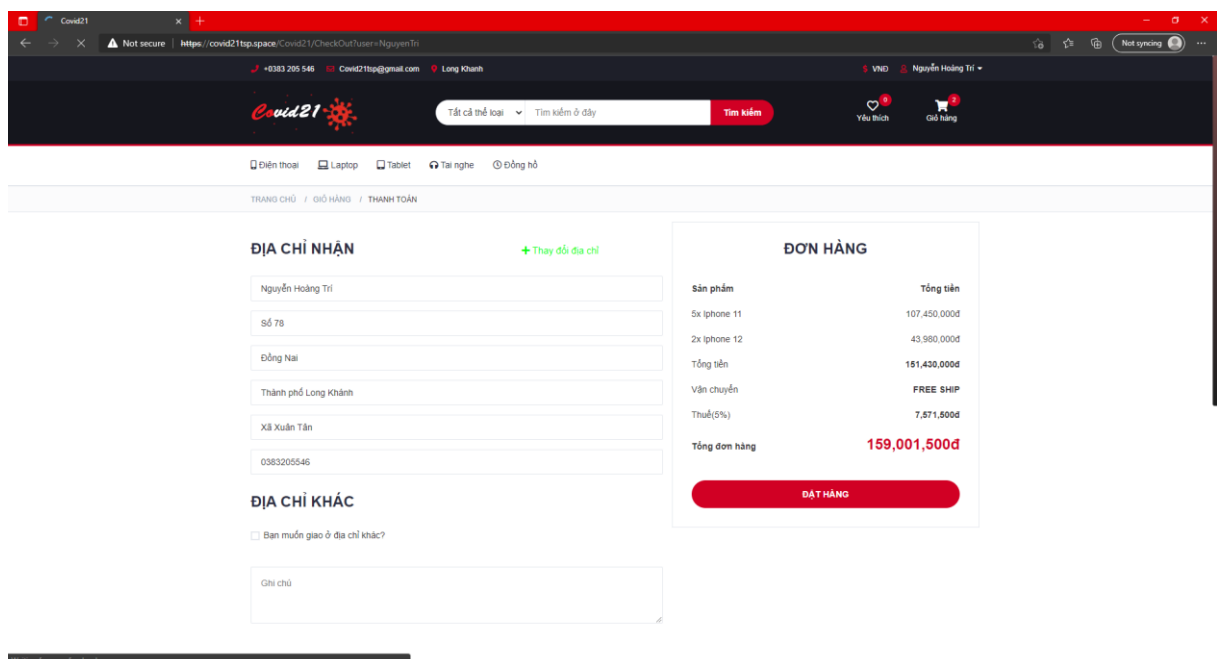 Covid21
Not secure https://covid21tsp.space/Covid21/CheckOut?user=NguyenTri Not syncing
+0383 205 546 Covid21tsp@gmail.com Long Khanh VNĐ Nguyễn Hoàng Trí
Covid21 Tất cả thể loại Tìm kiếm ở đây Tìm kiếm 0 Yêu thích 2 Giỏ hàng
Điện thoại Laptop Tablet Tai nghe Đồng hồ
TRANG CHỦ / GIỎ HÀNG / THANH TOÁN
ĐỊA CHỈ NHẬN + Thay đổi địa chỉ
Nguyễn Hoàng Trí
Số 78
Đồng Nai
Thành phố Long Khánh
Xã Xuân Tân
0383205546
ĐỊA CHỈ KHÁC
Bạn muốn giao ở địa chỉ khác?
Ghi chú
ĐƠN HÀNG
Sản phẩm Tổng tiền
5x Iphone 11 107,450,000đ
2x Iphone 12 43,980,000đ
Tổng tiền 151,430,000đ
Vận chuyển FREE SHIP
Thuế(5%) 7,571,500đ
Tổng đơn hàng 159,001,500đ
ĐẶT HÀNG